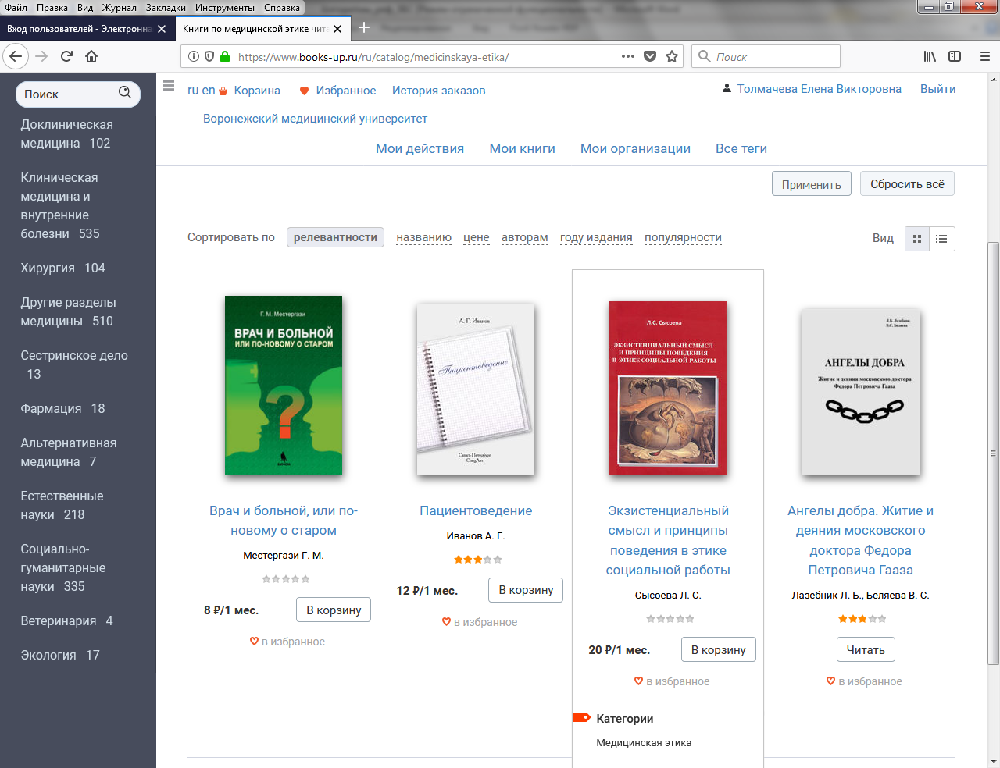 Файл Правка Вид Журнал Закладки Инструменты Справка
Вход пользователей - Электронна
Книги по медицинской этике чита
https://www.books-up.ru/ru/catalog/medicinskaya-etika/
Поиск
Поиск
ru en Корзина Избранное История заказов
Толмачева Елена Викторовна Выйти
Воронежский медицинский университет
Мои действия Мои книги Мои организации Все теги
Применить Сбросить всё
Доклиническая
медицина 102
Клиническая
медицина и
внутренние
болезни 535
Хирургия 104
Другие разделы
медицины 510
Сестринское дело
13
Фармация 18
Альтернативная
медицина 7
Естественные
науки 218
Социально-
гуманитарные
науки 335
Ветеринария 4
Экология 17
Сортировать по релевантности названию цене авторам году издания популярности
Вид
Г. М. Местергази
ВРАЧ И БОЛЬНОЙ
ИЛИ ПО-НОВОМУ О СТАРОМ
?
Врач и больной, или по-
новому о старом
Местергази Г. М.
8 ₽/1 мес. В корзину
в избранное
А. Г. Иванов
Пациентоведение
Санкт-Петербург
СпецЛит
Пациентоведение
Иванов А. Г.
12 ₽/1 мес. В корзину
в избранное
Л.С. Сысоева
ЭКЗИСТЕНЦИАЛЬНЫЙ СМЫСЛ
И ПРИНЦИПЫ ПОВЕДЕНИЯ
В ЭТИКЕ СОЦИАЛЬНОЙ РАБОТЫ
Экзистенциальный
смысл и принципы
поведения в этике
социальной работы
Сысоева Л. С.
20 ₽/1 мес. В корзину
в избранное
Категории
Медицинская этика
Л.Б. Лазебник,
В.С. Беляева
АНГЕЛЫ ДОБРА
Житие и деяния московского доктора
Федора Петровича Гааза
Ангелы добра. Житие и
деяния московского
доктора Федора
Петровича Гааза
Лазебник Л. Б., Беляева В. С.
Читать
в избранное